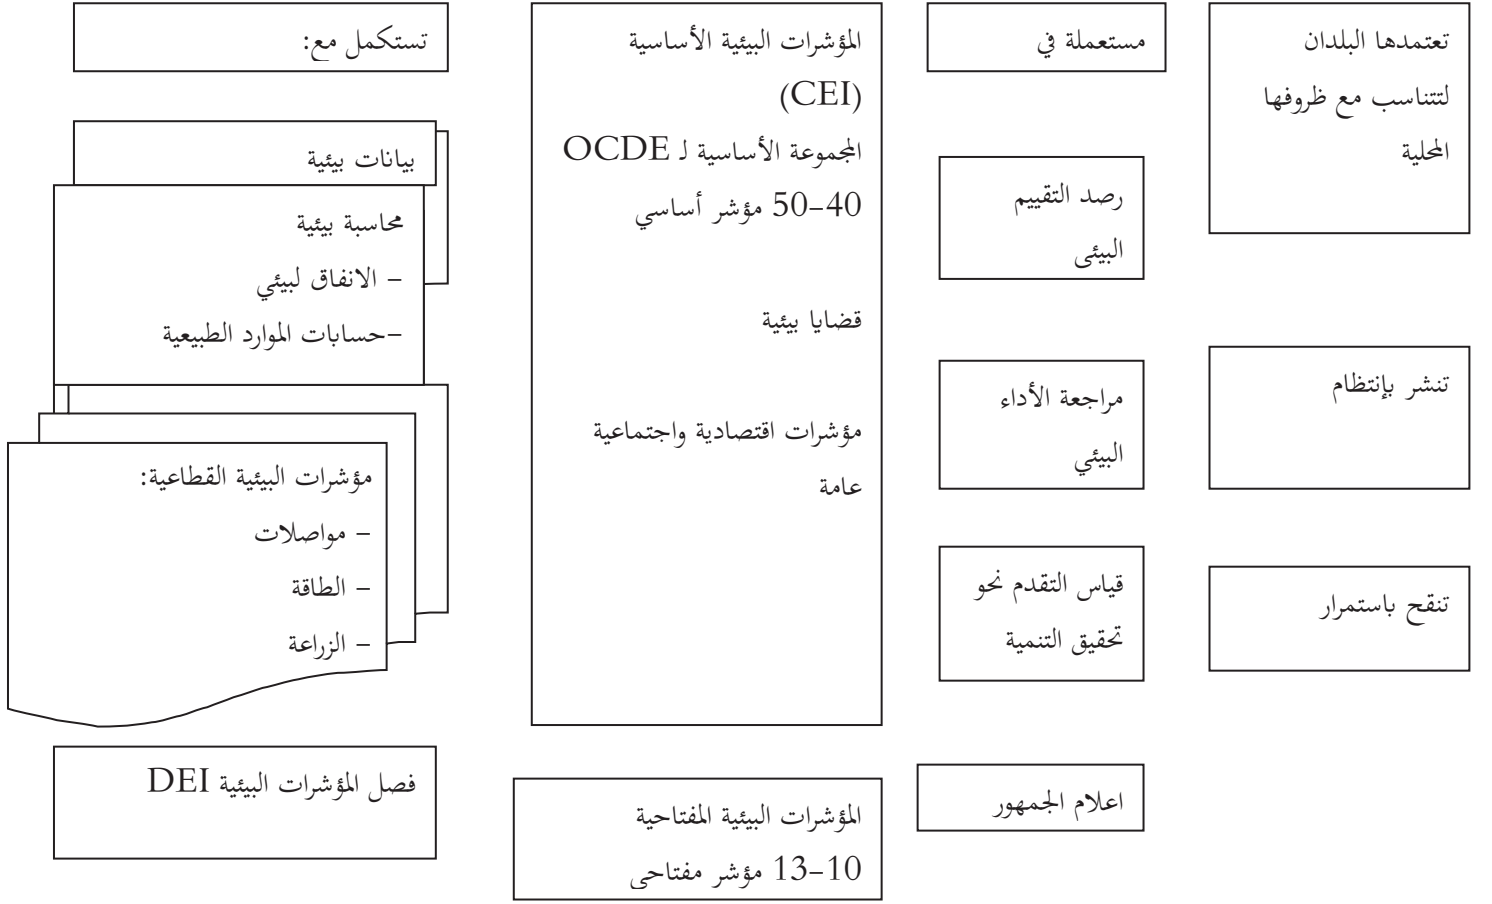 تعتمدها البلدان
لتتناسب مع ظروفها
المحلية
تنشر بإنتظام
تنقح باستمرار
مستعملة في
رصد التقييم
البيئى
مراجعة الأداء
البيئي
قياس التقدم نحو
تحقيق التنمية
اعلام الجمهور
المؤشرات البيئية الأساسية
(CEI)
المجموعة الأساسية لـ OCDE
40-50 مؤشر أساسي
قضايا بيئية
مؤشرات اقتصادية واجتماعية
عامة
المؤشرات البيئية المفتاحية
10-13 مؤشر مفتاحى
تستكمل مع:
بيانات بيئية
محاسبة بيئية
- الانفاق لبيئي
-حسابات الموارد الطبيعية
مؤشرات البيئية القطاعية:
- مواصلات
- الطاقة
- الزراعة
فصل المؤشرات البيئية DEI